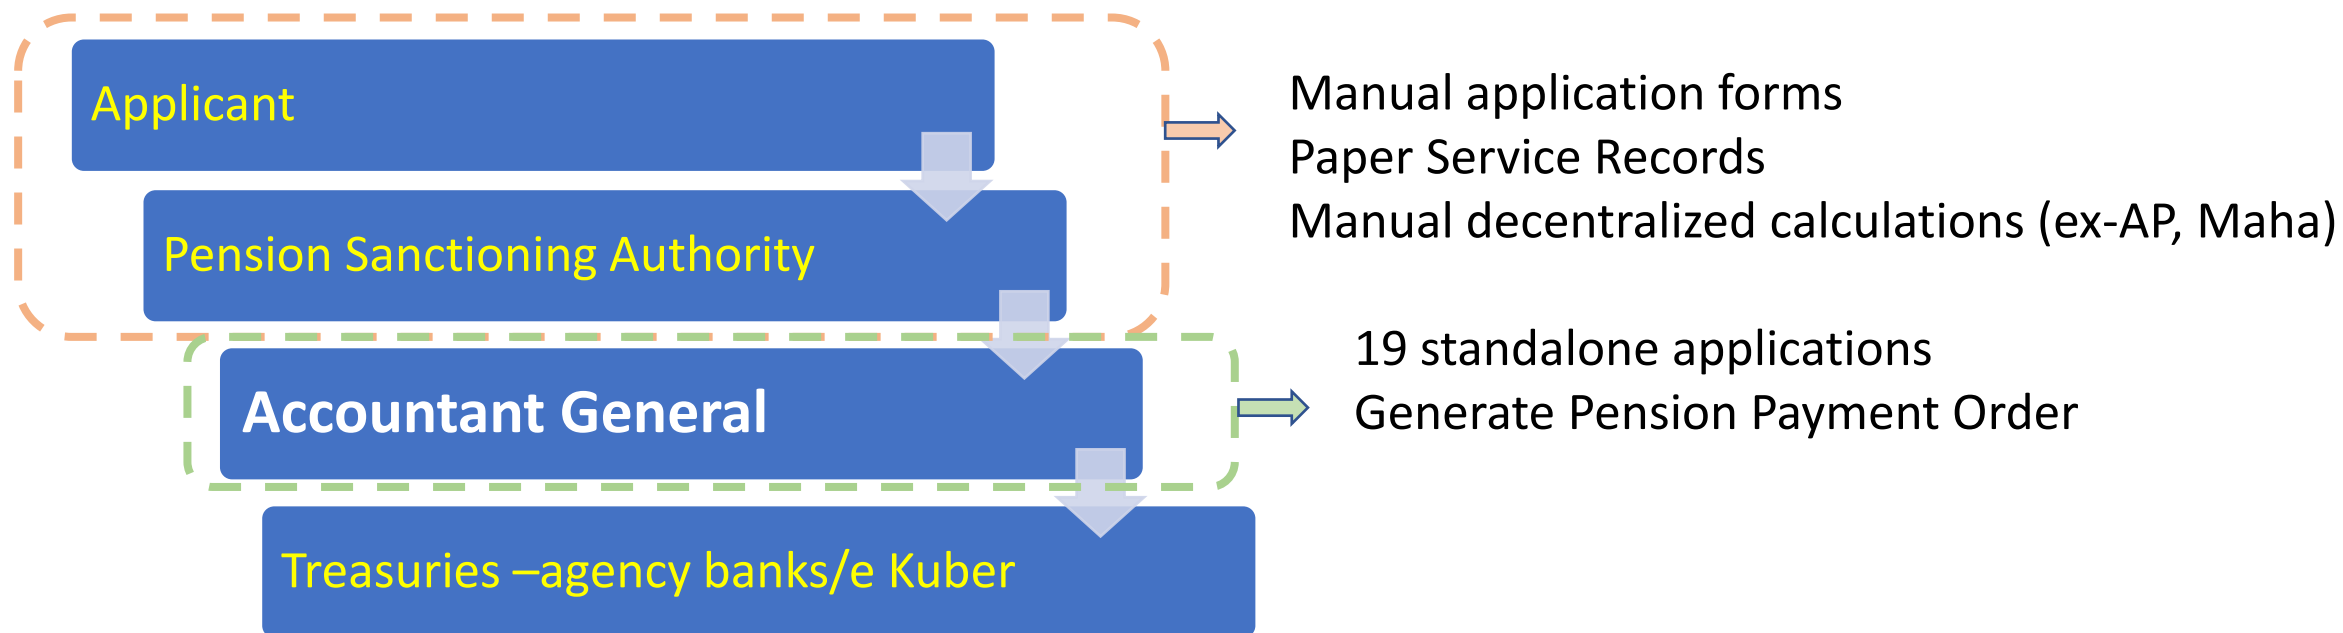 Applicant
Pension Sanctioning Authority
Accountant General
Treasuries –agency banks/e Kuber
Manual application forms
Paper Service Records
Manual decentralized calculations (ex-AP, Maha)
19 standalone applications
Generate Pension Payment Order